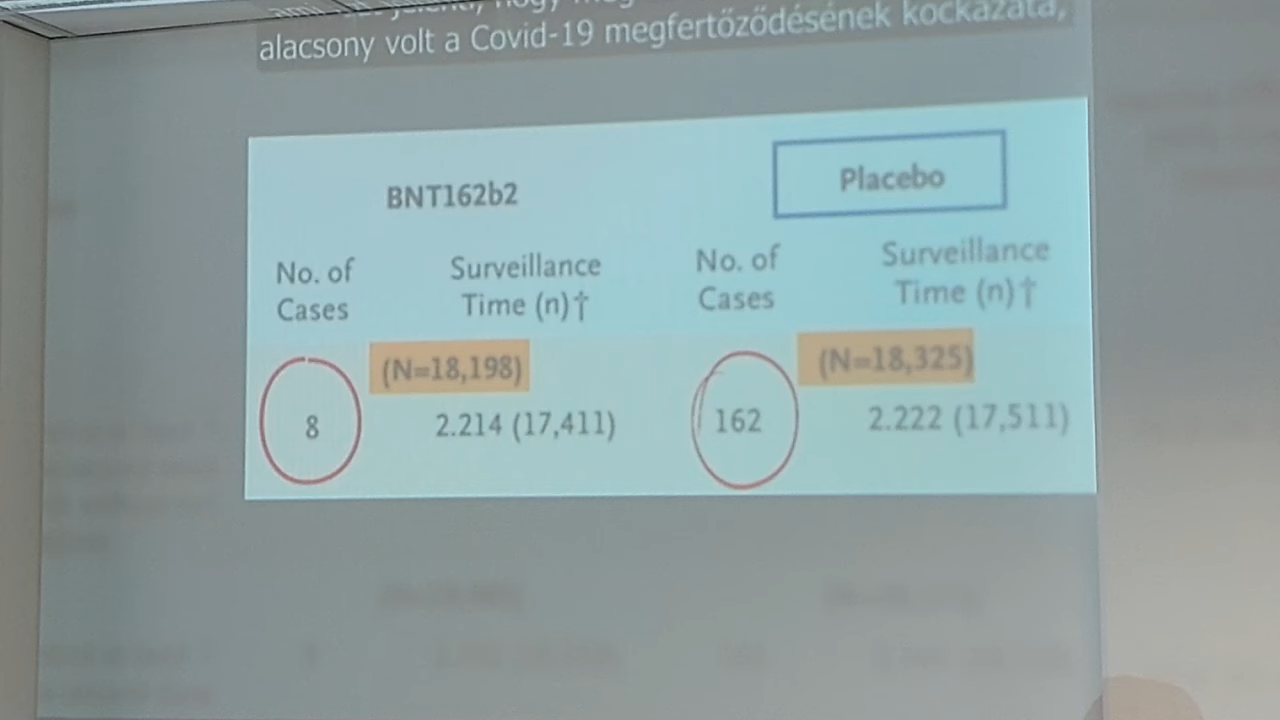 alacsony volt a Covid-19 megfertőződésének kockázata,
BNT162b2
Placebo
No. of Cases
Surveillance Time (n)†
No. of Cases
Surveillance Time (n)†
(N=18,198)
(N=18,325)
8
2.214 (17,411)
162
2.222 (17,511)